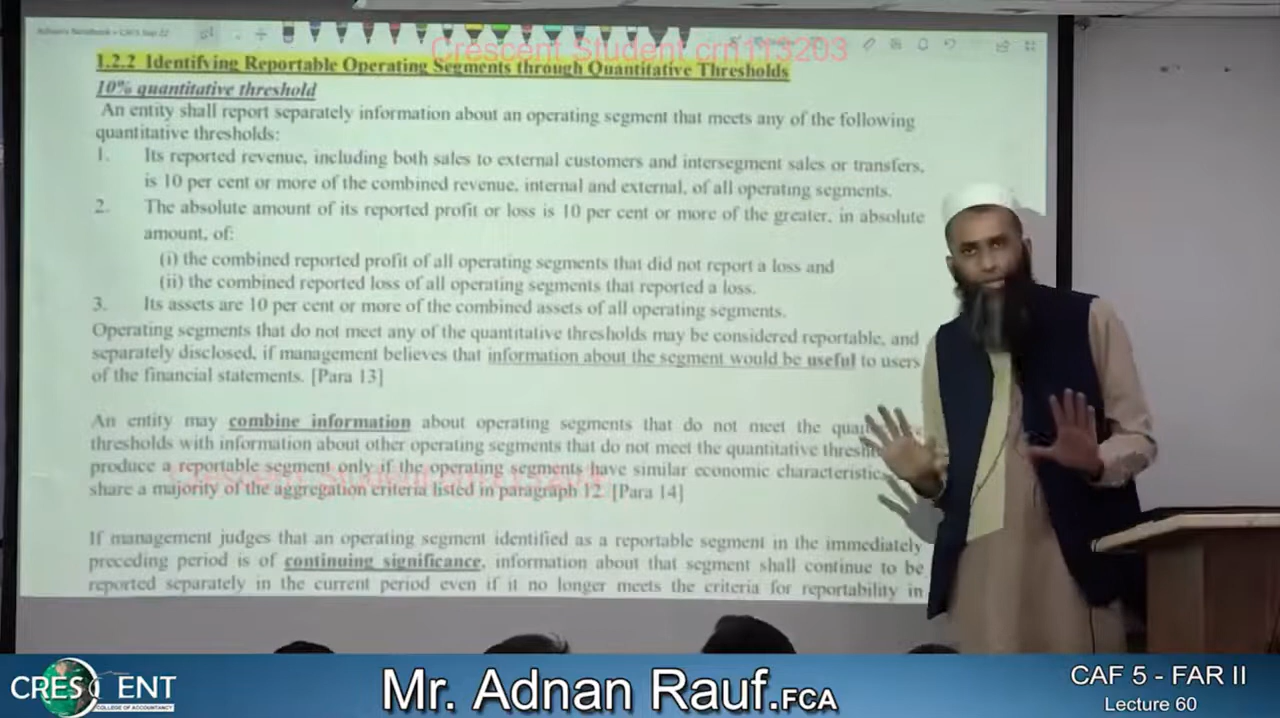 Crescent Student crn113203
1.2.2 Identifying Reportable Operating Segments through Quantitative Thresholds
10% quantitative threshold
An entity shall report separately information about an operating segment that meets any of the following
quantitative thresholds:
1. Its reported revenue, including both sales to external customers and intersegment sales or transfers,
is 10 per cent or more of the combined revenue, internal and external, of all operating segments.
2. The absolute amount of its reported profit or loss is 10 per cent or more of the greater, in absolute
amount, of:
(i) the combined reported profit of all operating segments that did not report a loss and
(ii) the combined reported loss of all operating segments that reported a loss.
3. Its assets are 10 per cent or more of the combined assets of all operating segments.
Operating segments that do not meet any of the quantitative thresholds may be considered reportable, and
separately disclosed, if management believes that information about the segment would be useful to users
of the financial statements. [Para 13]
An entity may combine information about operating segments that do not meet the
thresholds with information about other operating segments that do not meet the quantitative
produce a reportable segment only if the operating segments have similar economic
share a majority of the aggregation criteria listed in paragraph 12. [Para 14]
Crescent Student
If management judges that an operating segment identified as a reportable segment in the immediately
preceding period is of continuing significance, information about that segment shall continue to be
reported separately in the current period even if it no longer meets the criteria for reportability in
CRESCENT
COLLEGE OF ACCOUNTANCY
Mr. Adnan Rauf.FCA
CAF 5 - FAR II
Lecture 60